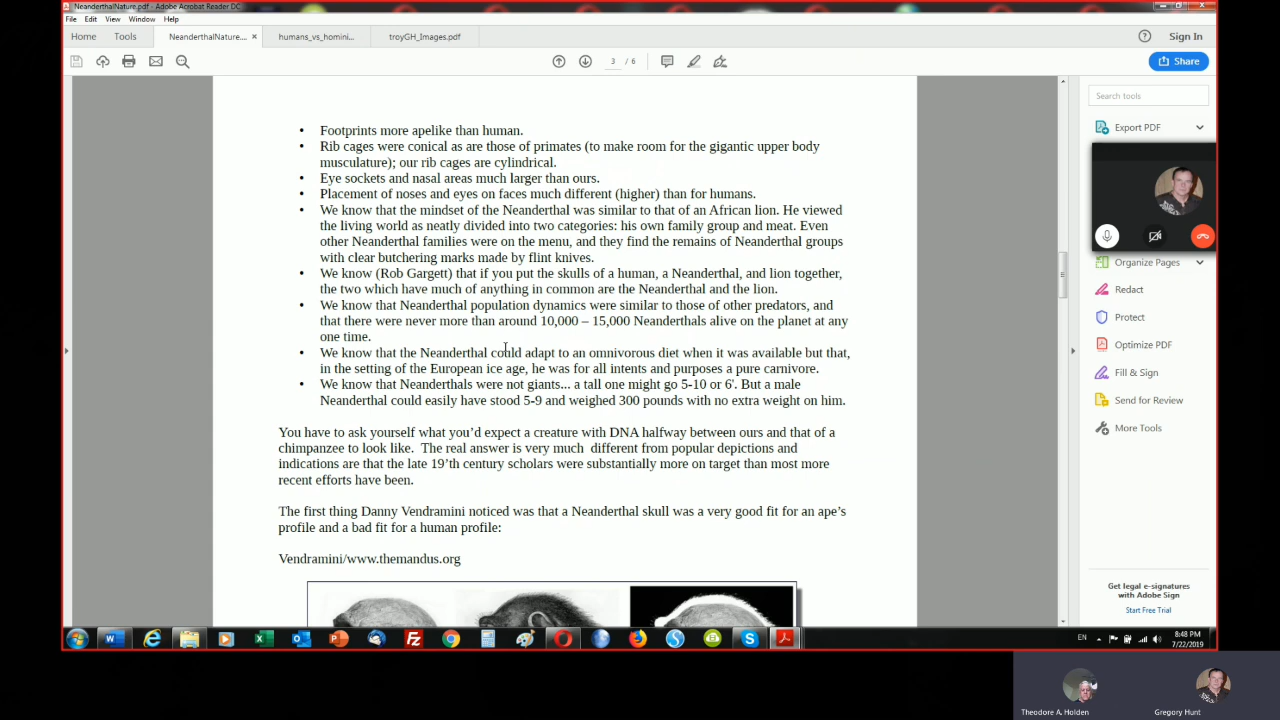 NeanderthalNature.pdf - Adobe Acrobat Reader DC
File Edit View Window Help
Home Tools NeanderthalNature.... × humans_vs_homini... troyGH_Images.pdf Sign In
3 / 6 Share
Search tools
Export PDF
Organize Pages
Redact
Protect
Optimize PDF
Fill & Sign
Send for Review
More Tools
Get legal e-signatures
with Adobe Sign
Start Free Trial
• Footprints more apelike than human.
• Rib cages were conical as are those of primates (to make room for the gigantic upper body
musculature); our rib cages are cylindrical.
• Eye sockets and nasal areas much larger than ours.
• Placement of noses and eyes on faces much different (higher) than for humans.
• We know that the mindset of the Neanderthal was similar to that of an African lion. He viewed
the living world as neatly divided into two categories: his own family group and meat. Even
other Neanderthal families were on the menu, and they find the remains of Neanderthal groups
with clear butchering marks made by flint knives.
• We know (Rob Gargett) that if you put the skulls of a human, a Neanderthal, and lion together,
the two which have much of anything in common are the Neanderthal and the lion.
• We know that Neanderthal population dynamics were similar to those of other predators, and
that there were never more than around 10,000 – 15,000 Neanderthals alive on the planet at any
one time.
• We know that the Neanderthal could adapt to an omnivorous diet when it was available but that,
in the setting of the European ice age, he was for all intents and purposes a pure carnivore.
• We know that Neanderthals were not giants... a tall one might go 5-10 or 6'. But a male
Neanderthal could easily have stood 5-9 and weighed 300 pounds with no extra weight on him.
You have to ask yourself what you'd expect a creature with DNA halfway between ours and that of a
chimpanzee to look like. The real answer is very much different from popular depictions and
indications are that the late 19'th century scholars were substantially more on target than most more
recent efforts have been.
The first thing Danny Vendramini noticed was that a Neanderthal skull was a very good fit for an ape's
profile and a bad fit for a human profile:
Vendramini/www.themandus.org
EN 8:48 PM
7/22/2019
Theodore A. Holden Gregory Hunt